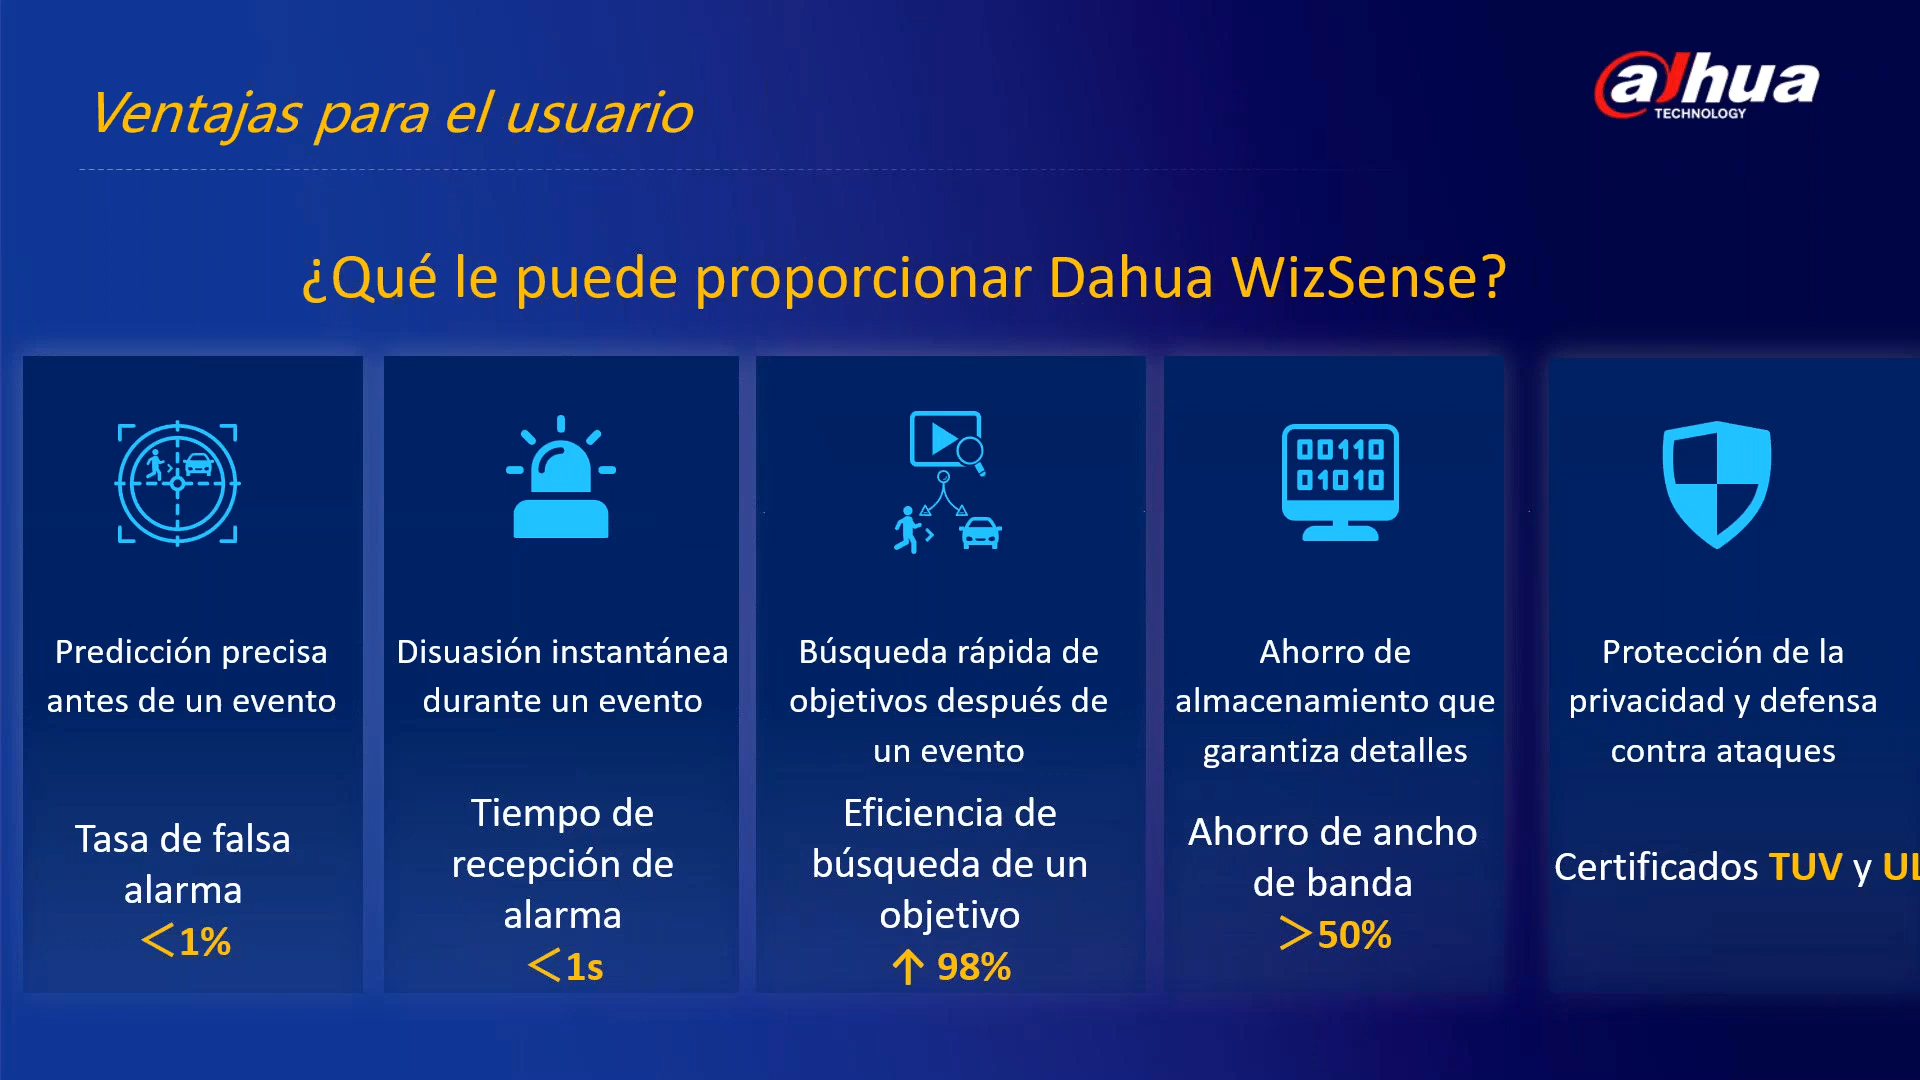 Ventajas para el usuario
alhua
TECHNOLOGY
¿Qué le puede proporcionar Dahua WizSense?
Predicción precisa
antes de un evento
Tasa de falsa
alarma
<1%
Disuasión instantánea
durante un evento
Tiempo de
recepción de
alarma
<1s
Búsqueda rápida de
objetivos después de
un evento
Eficiencia de
búsqueda de un
objetivo
↑ 98%
00110
01010
Ahorro de
almacenamiento que
garantiza detalles
Ahorro de ancho
de banda
>50%
Protección de la
privacidad y defensa
contra ataques
Certificados TUV y UL